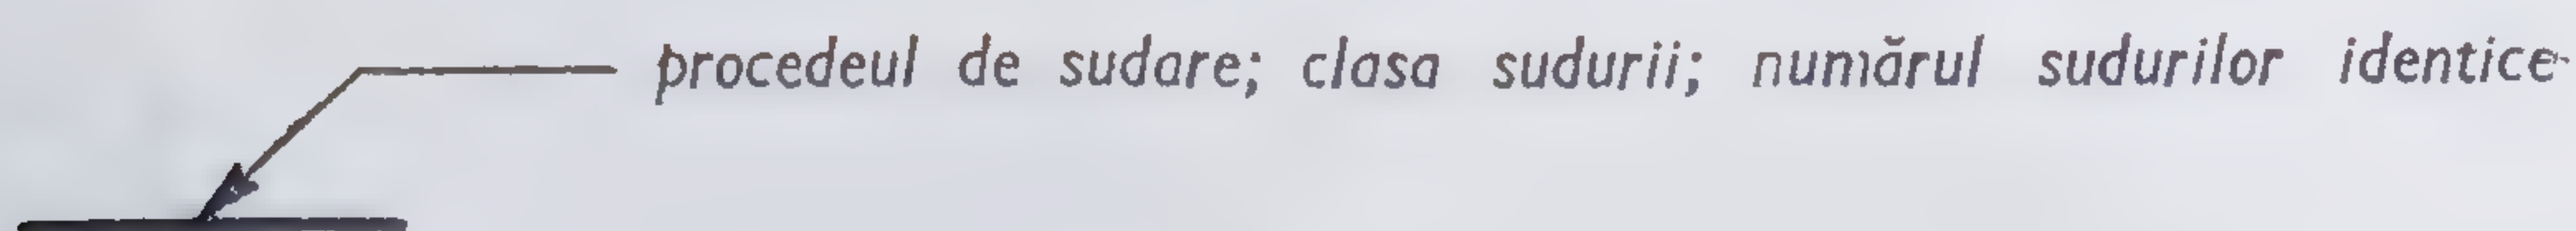 procedeul de sudare; clasa sudurii; numărul sudurilor identice